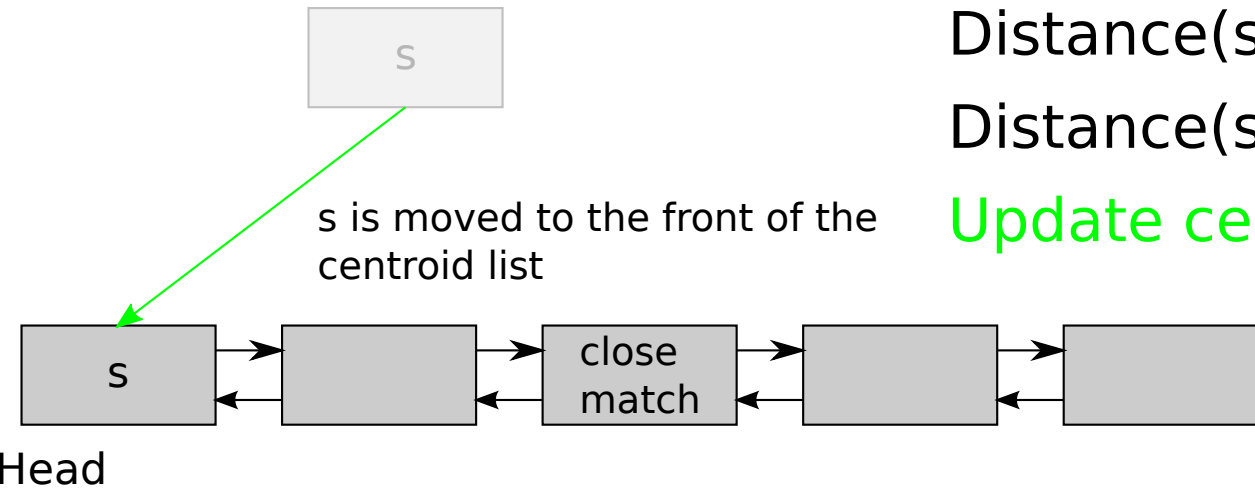 s
Distance(s
Distance(s
Update ce
s is moved to the front of the
centroid list
s
close
match
Head